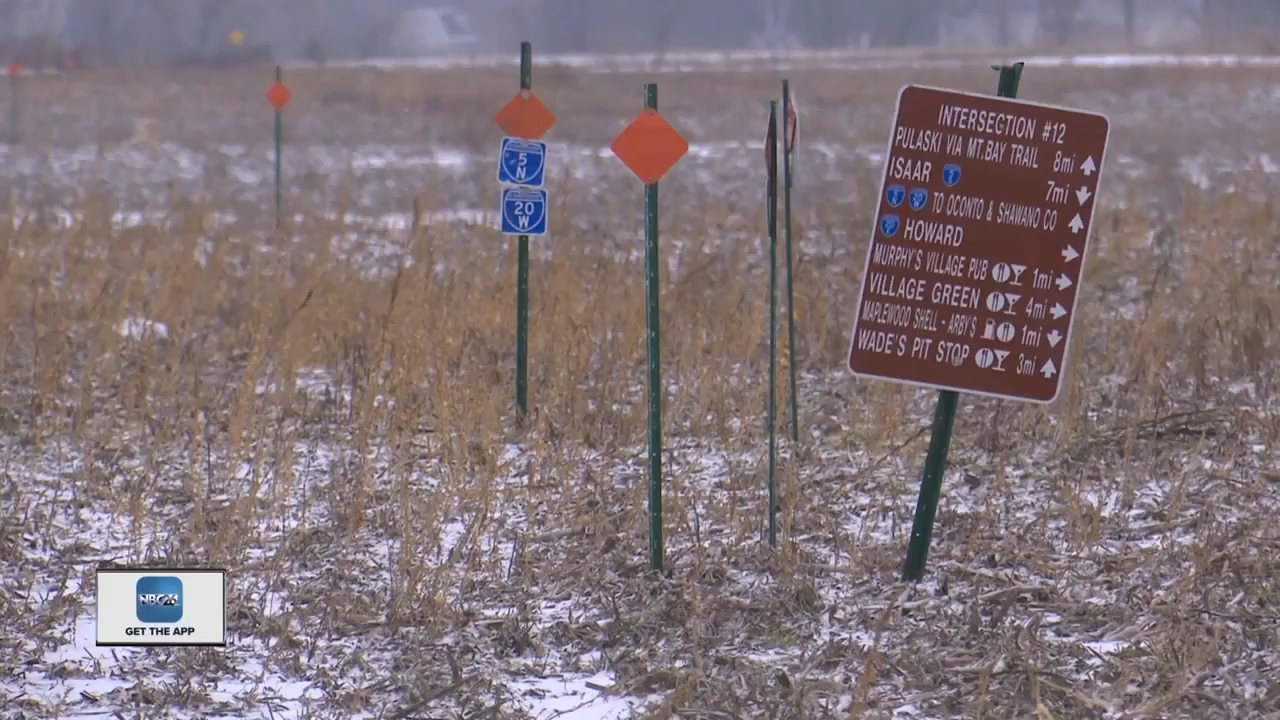 5
N
20
W
INTERSECTION #12
PULASKI VIA MT.BAY TRAIL 8mi
ISAAR 7mi
TO OCONTO & SHAWANO CO
HOWARD
MURPHY'S VILLAGE PUB 1mi
VILLAGE GREEN 4mi
MAPLEWOOD SHELL - ARBY'S 1mi
WADE'S PIT STOP 3mi
NBC26
GET THE APP